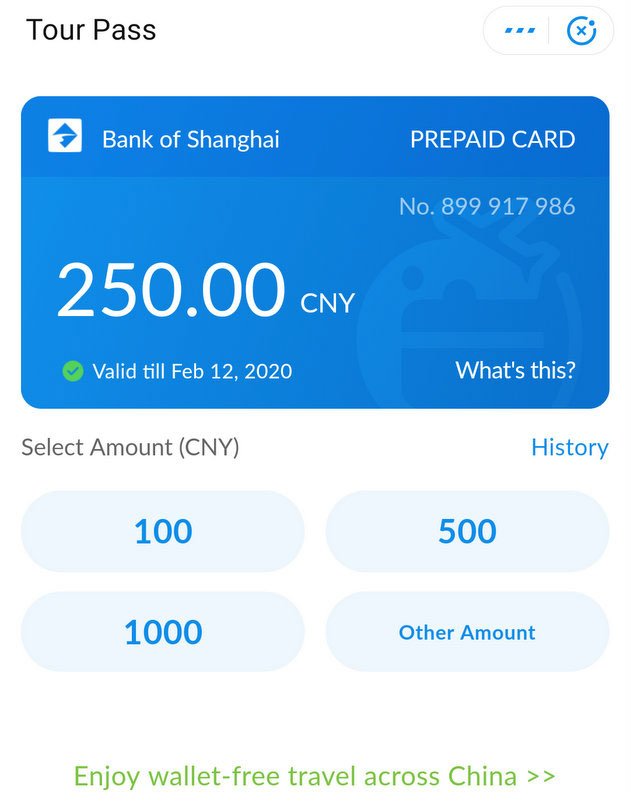 Tour Pass
Bank of Shanghai PREPAID CARD
No. 899 917 986
250.00 CNY
Valid till Feb 12, 2020 What's this?
Select Amount (CNY) History
100 500
1000 Other Amount
Enjoy wallet-free travel across China >>